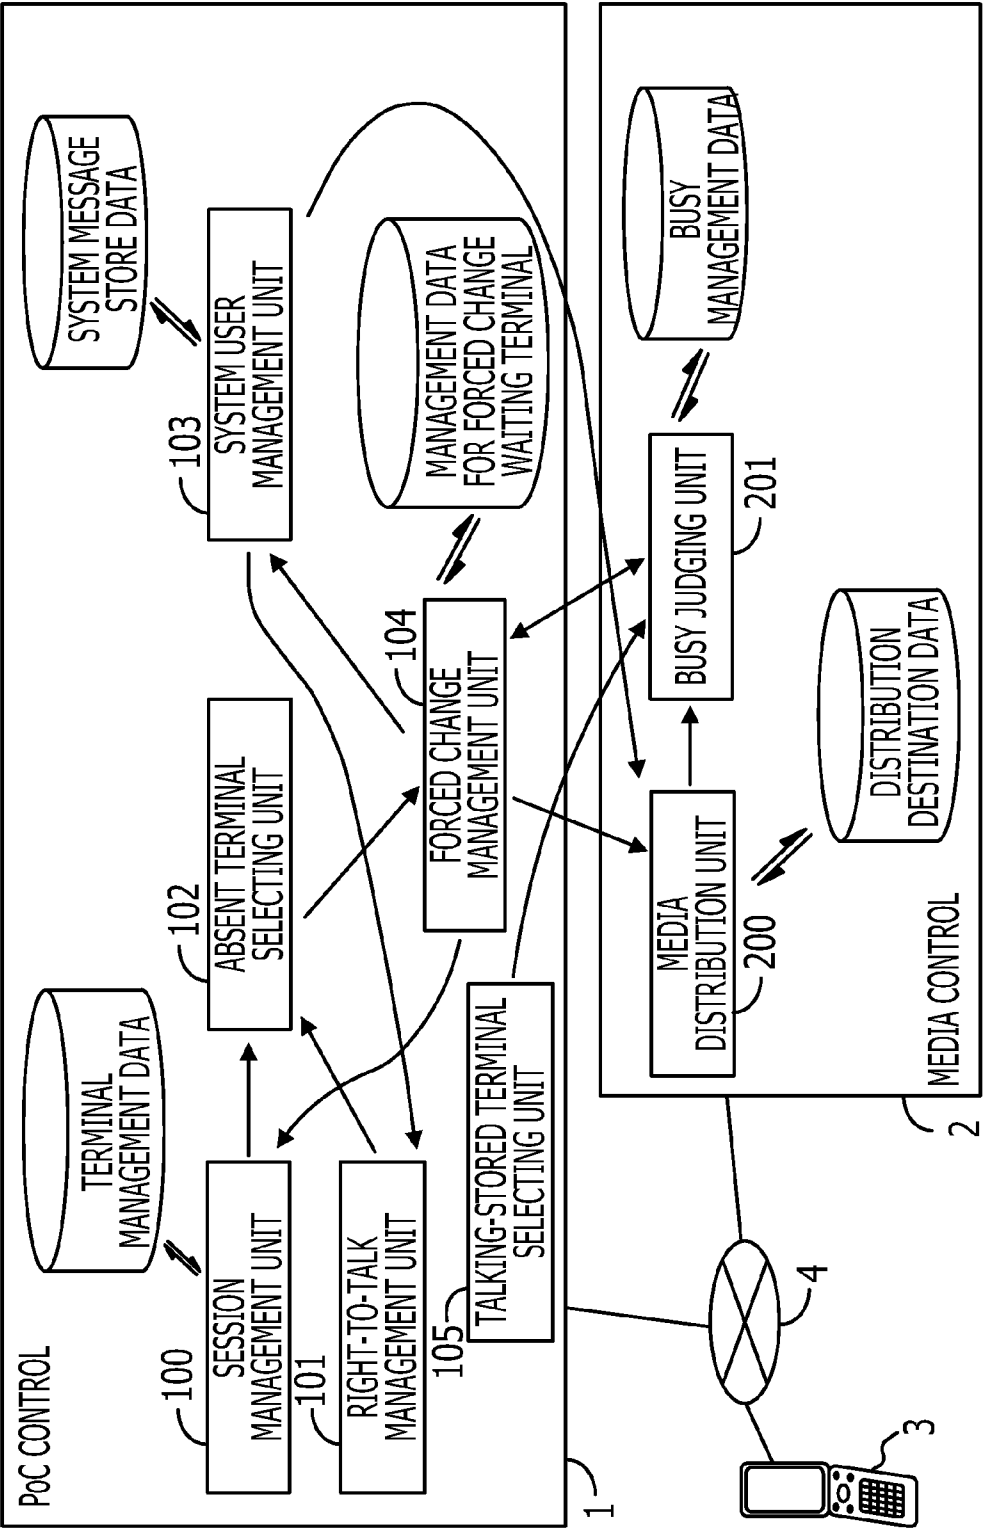 PoC CONTROL
TERMINAL
MANAGEMENT DATA
SYSTEM MESSAGE
STORE DATA
100
SESSION
MANAGEMENT UNIT
102
ABSENT TERMINAL
SELECTING UNIT
103
SYSTEM USER
MANAGEMENT UNIT
101
RIGHT-TO-TALK
MANAGEMENT UNIT
104
FORCED CHANGE
MANAGEMENT UNIT
MANAGEMENT DATA
FOR FORCED CHANGE
WAITING TERMINAL
105
TALKING-STORED TERMINAL
SELECTING UNIT
1
MEDIA
DISTRIBUTION UNIT
200
BUSY JUDGING UNIT
201
BUSY
MANAGEMENT DATA
DISTRIBUTION
DESTINATION DATA
MEDIA CONTROL
2
4
3